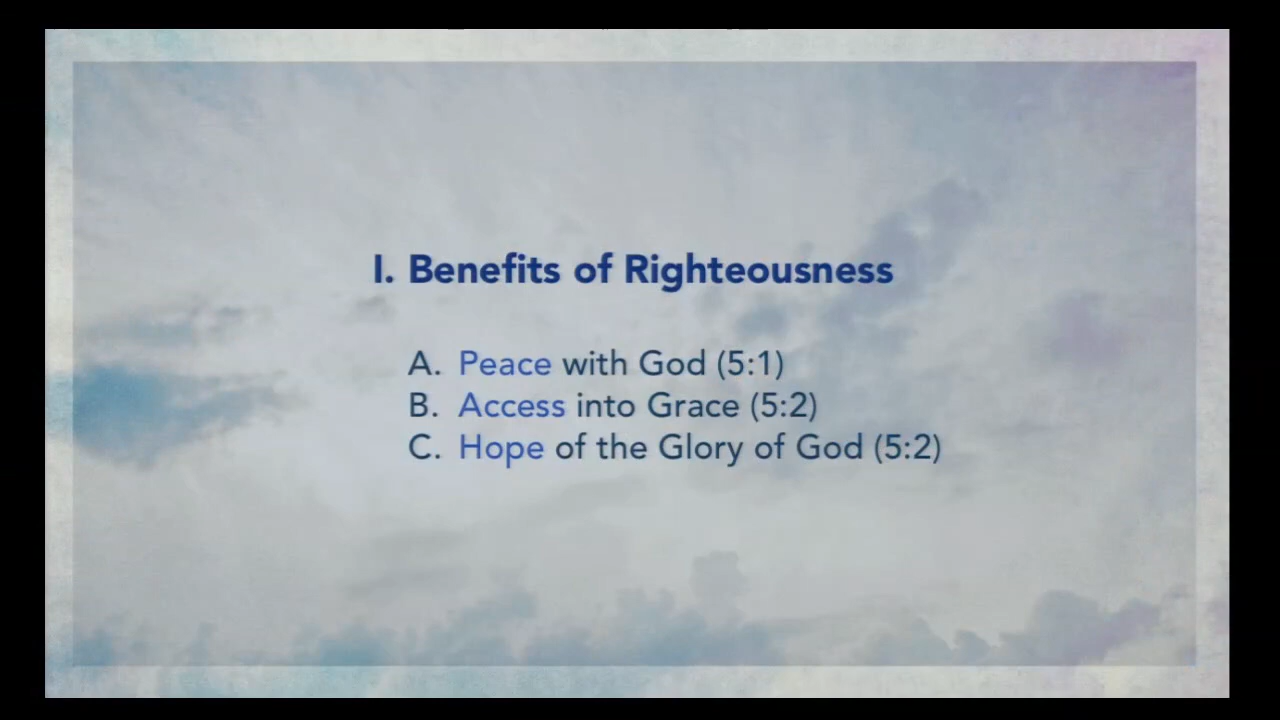 I. Benefits of Righteousness
A. Peace with God (5:1)
B. Access into Grace (5:2)
C. Hope of the Glory of God (5:2)